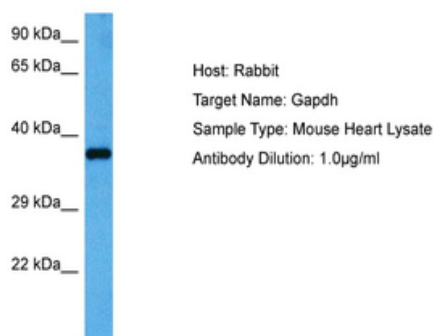 90 kDa__
65 kDa__
Host: Rabbit
Target Name: Gapdh
40 kDa__
Sample Type: Mouse Heart Lysate
Antibody Dilution: 1.0µg/ml
29 kDa__
22 kDa__